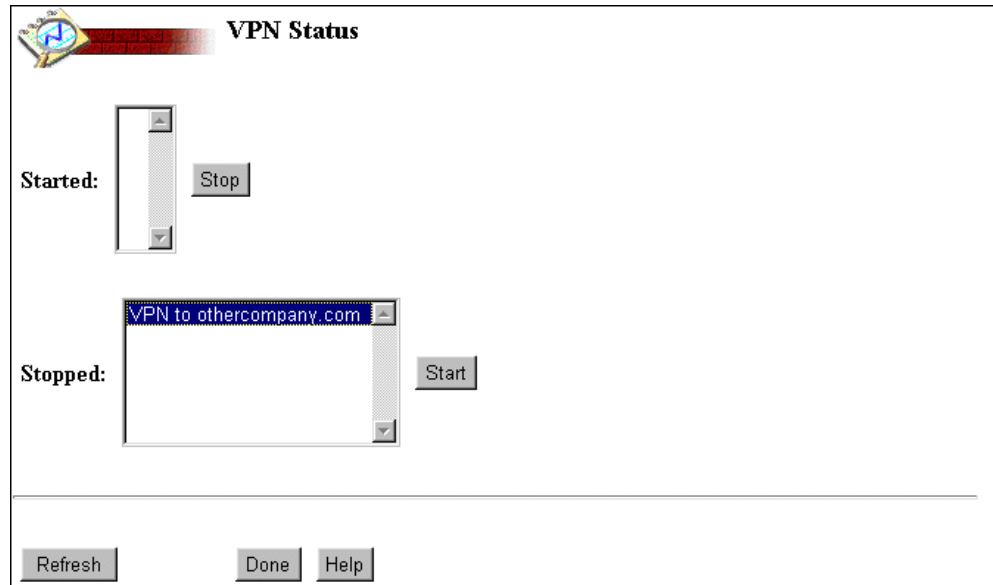 VPN Status
Started:
Stop
VPN to othercompany.com
Stopped:
Start
Refresh
Done
Help